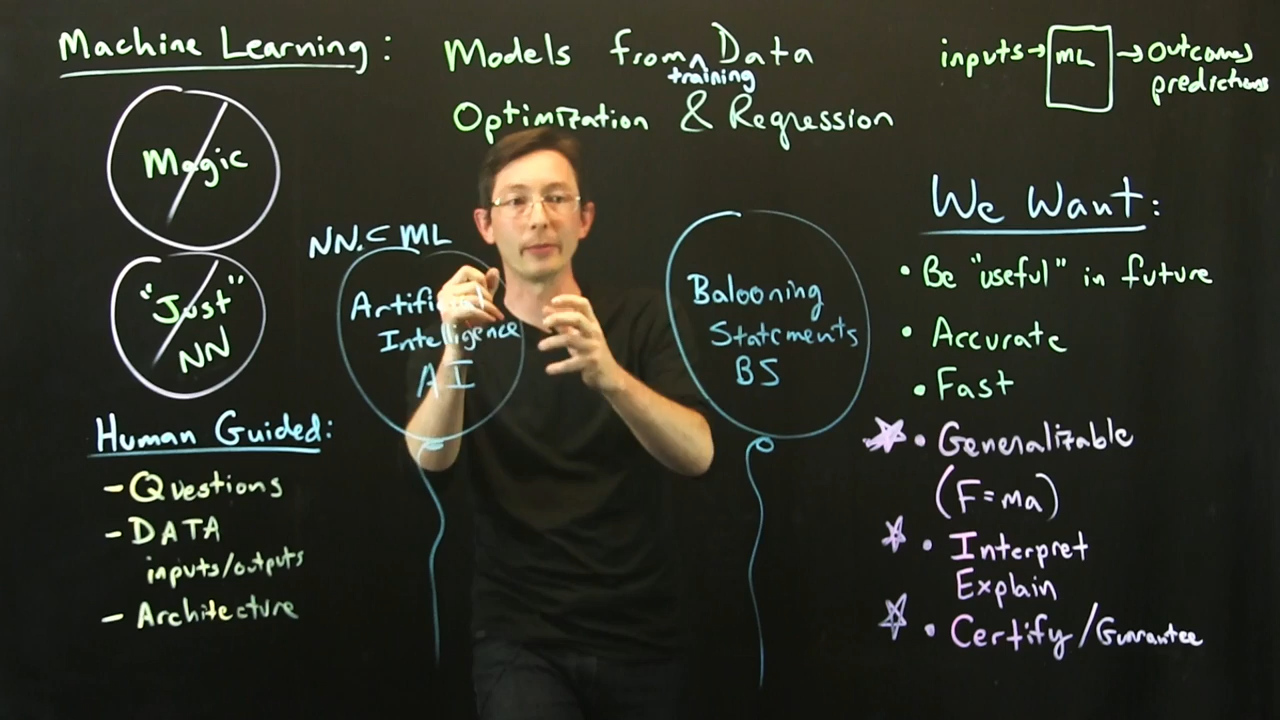 Machine Learning:
Models from ^ Data
training
Optimization & Regression
inputs → ML → Outcomes
predictions
Magic
"Just"
NN
NN. ⊂ ML
Artificial
Intelligence
AI
Balooning
Statements
BS
Human Guided:
- Questions
- DATA
inputs/outputs
- Architecture
We Want:
• Be "useful" in future
• Accurate
• Fast
☆ • Generalizable
(F=ma)
☆ • Interpret
Explain
☆ • Certify/Guarantee